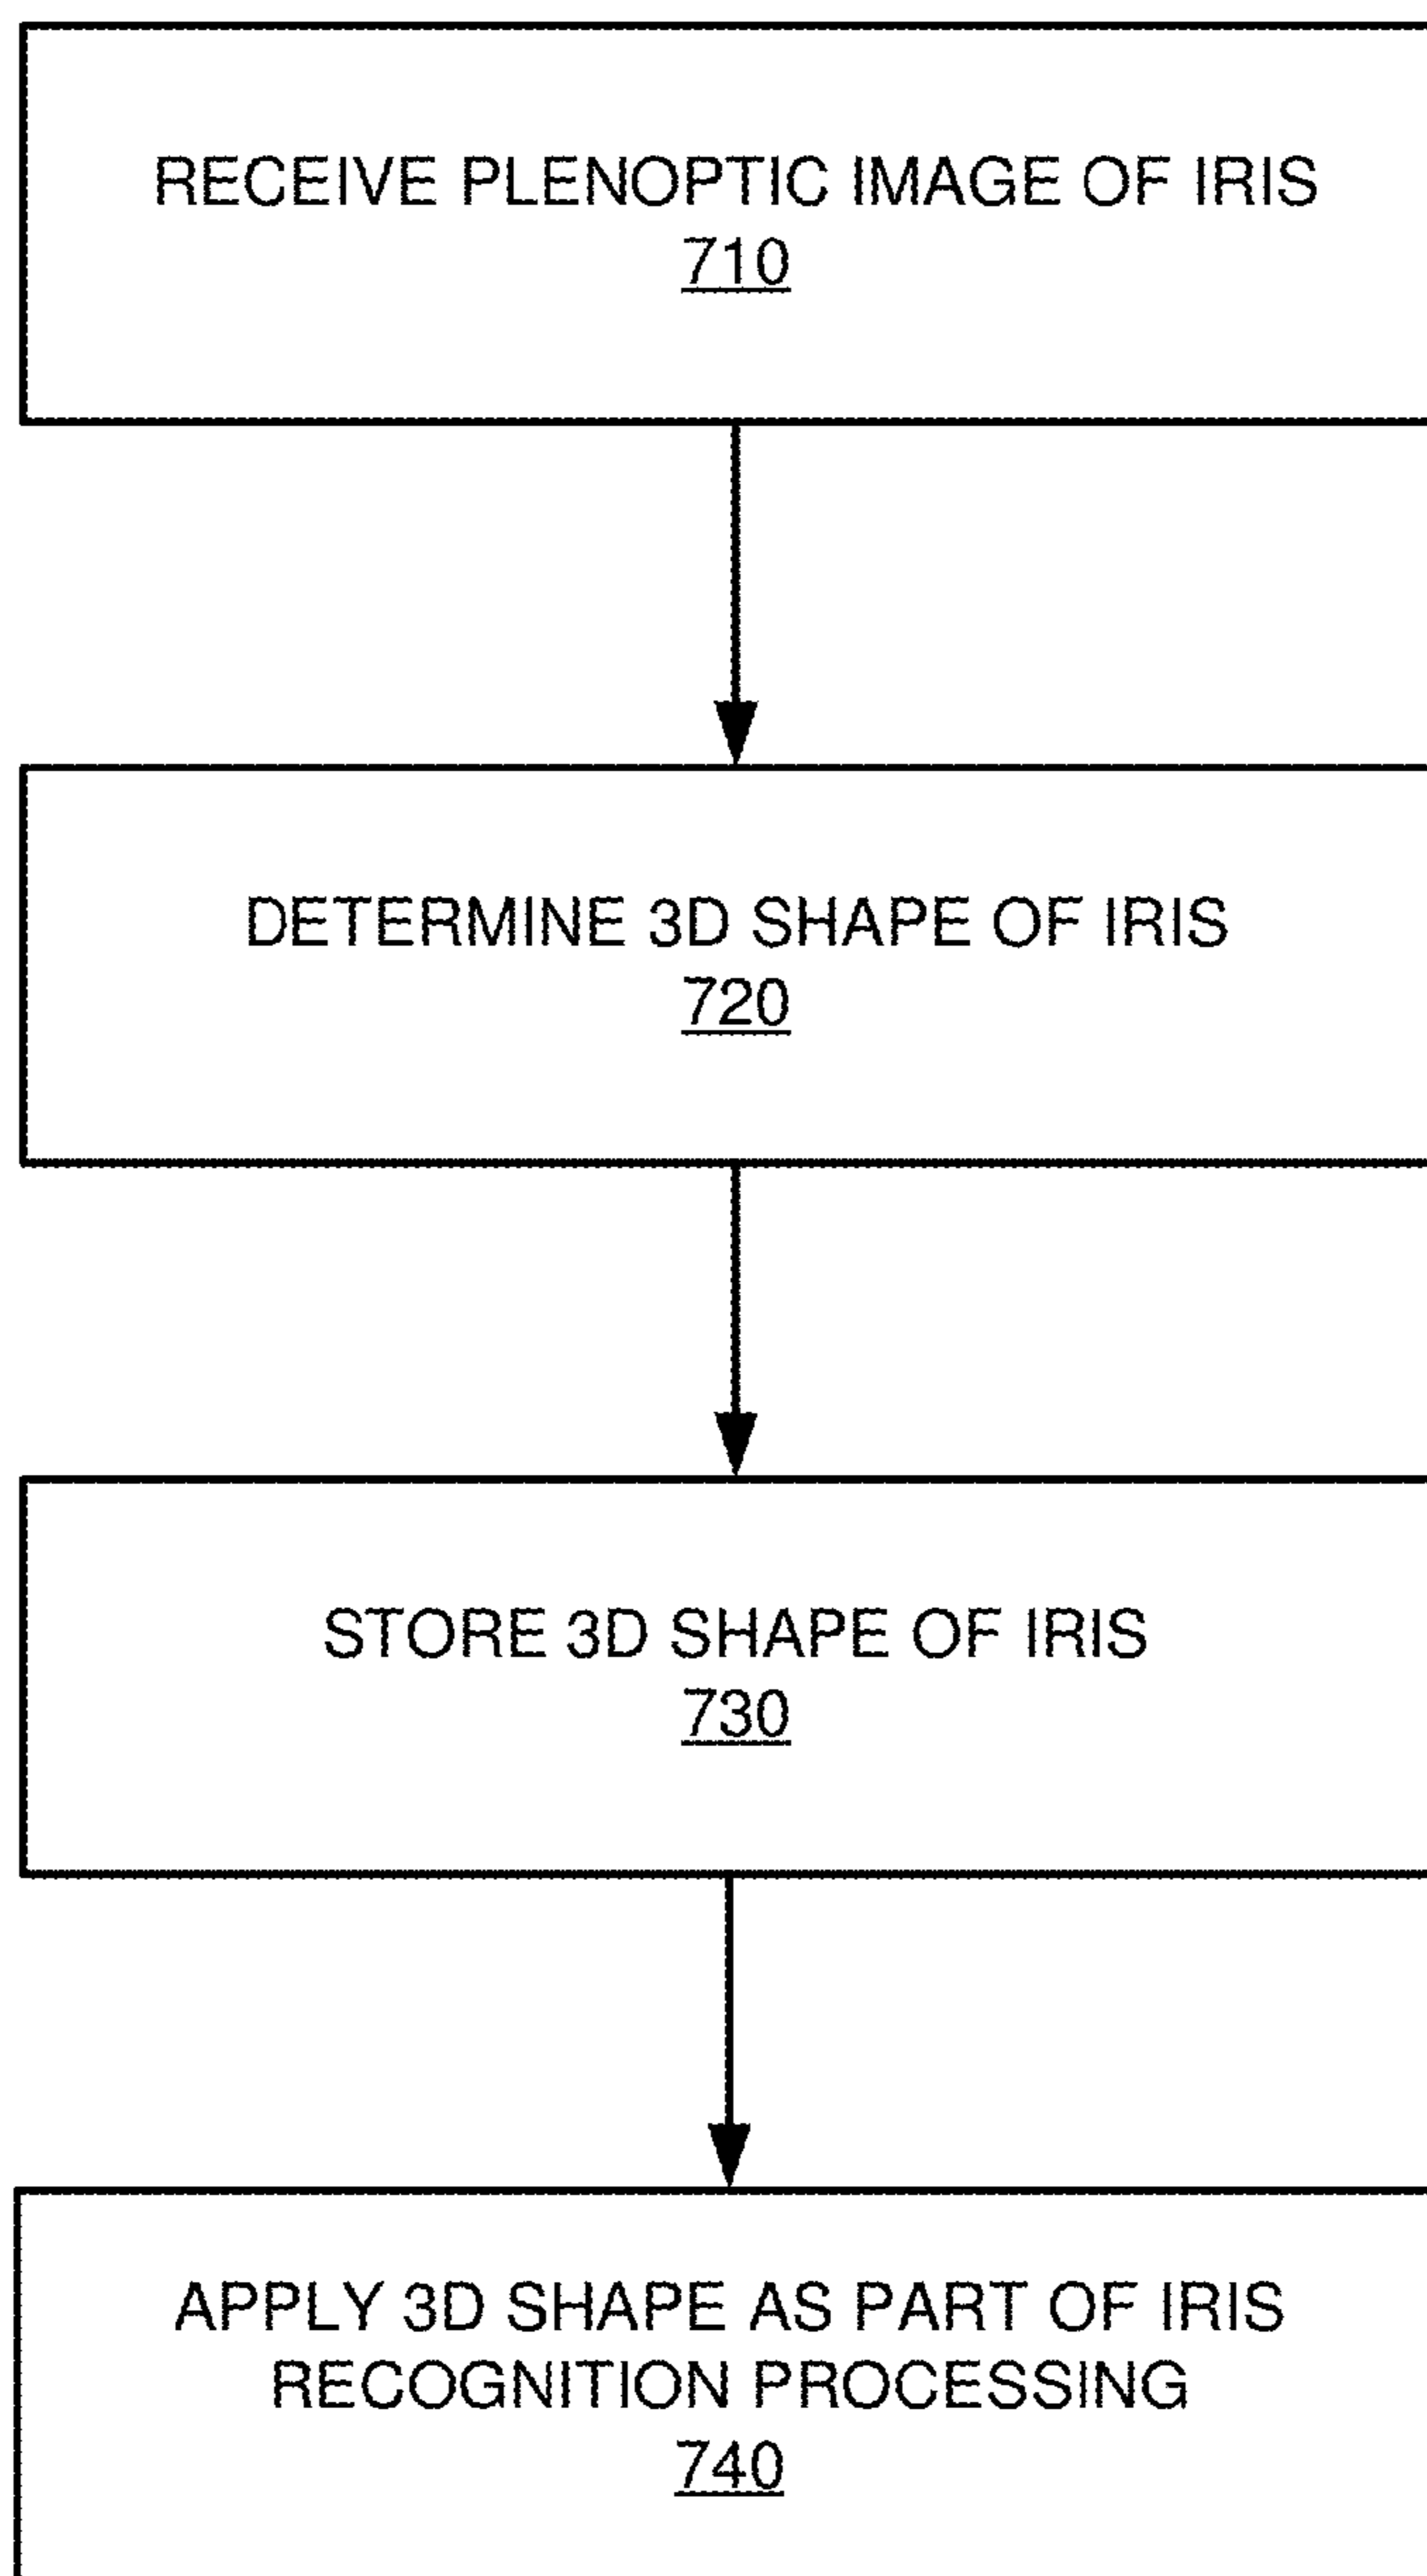 RECEIVE PLENOPTIC IMAGE OF IRIS
710
DETERMINE 3D SHAPE OF IRIS
720
STORE 3D SHAPE OF IRIS
730
APPLY 3D SHAPE AS PART OF IRIS
RECOGNITION PROCESSING
740